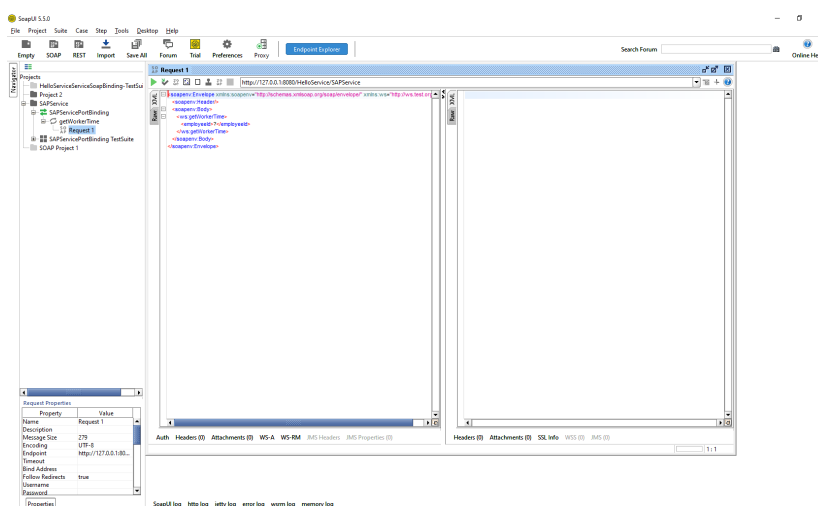 SoapUI 5.5.0
File Project Suite Case Step Tools Desktop Help
Empty SOAP REST Import Save All Forum Trial Preferences Proxy
Endpoint Explorer
Search Forum
Online He
Navigator
Projects
HelloServiceServiceSoapBinding-TestSui
Project 2
SAPService
SAPServicePortBinding
getWorkerTime
Request 1
SAPServicePortBinding TestSuite
SOAP Project 1
Request 1
http://127.0.0.1:8080/HelloService/SAPService
XML
Raw
<soapenv:Envelope xmlns:soapenv="http://schemas.xmlsoap.org/soap/envelope/" xmlns:ws="http://ws.test.org
<soapenv:Header/>
<soapenv:Body>
<ws:getWorkerTime>
<employeeId>?</employeeId>
</ws:getWorkerTime>
</soapenv:Body>
</soapenv:Envelope>
XML
Raw
Auth Headers (0) Attachments (0) WS-A WS-RM JMS Headers JMS Properties (0)
Headers (0) Attachments (0) SSL Info WSS (0) JMS (0)
1 : 1
Request Properties
Property Value
Name Request 1
Description
Message Size 279
Encoding UTF-8
Endpoint http://127.0.0.1:80...
Timeout
Bind Address
Follow Redirects true
Username
Password
Properties
SoapUI log http log jetty log error log wsrm log memory log